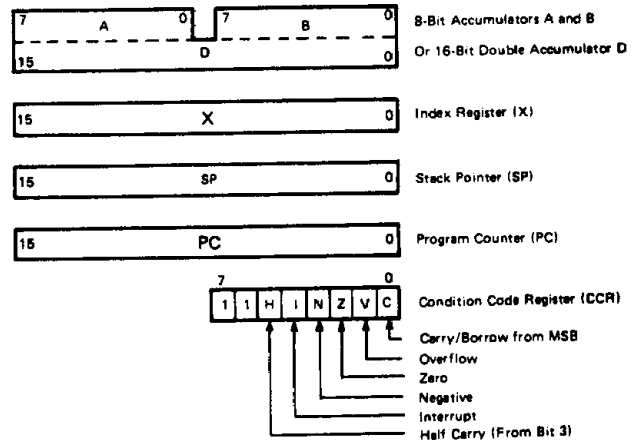 7 A 0 7 B 0 8-Bit Accumulators A and B
15 D 0 Or 16-Bit Double Accumulator D
15 X 0 Index Register (X)
15 SP 0 Stack Pointer (SP)
15 PC 0 Program Counter (PC)
7 0
1 1 H I N Z V C Condition Code Register (CCR)
Carry/Borrow from MSB
Overflow
Zero
Negative
Interrupt
Half Carry (From Bit 3)